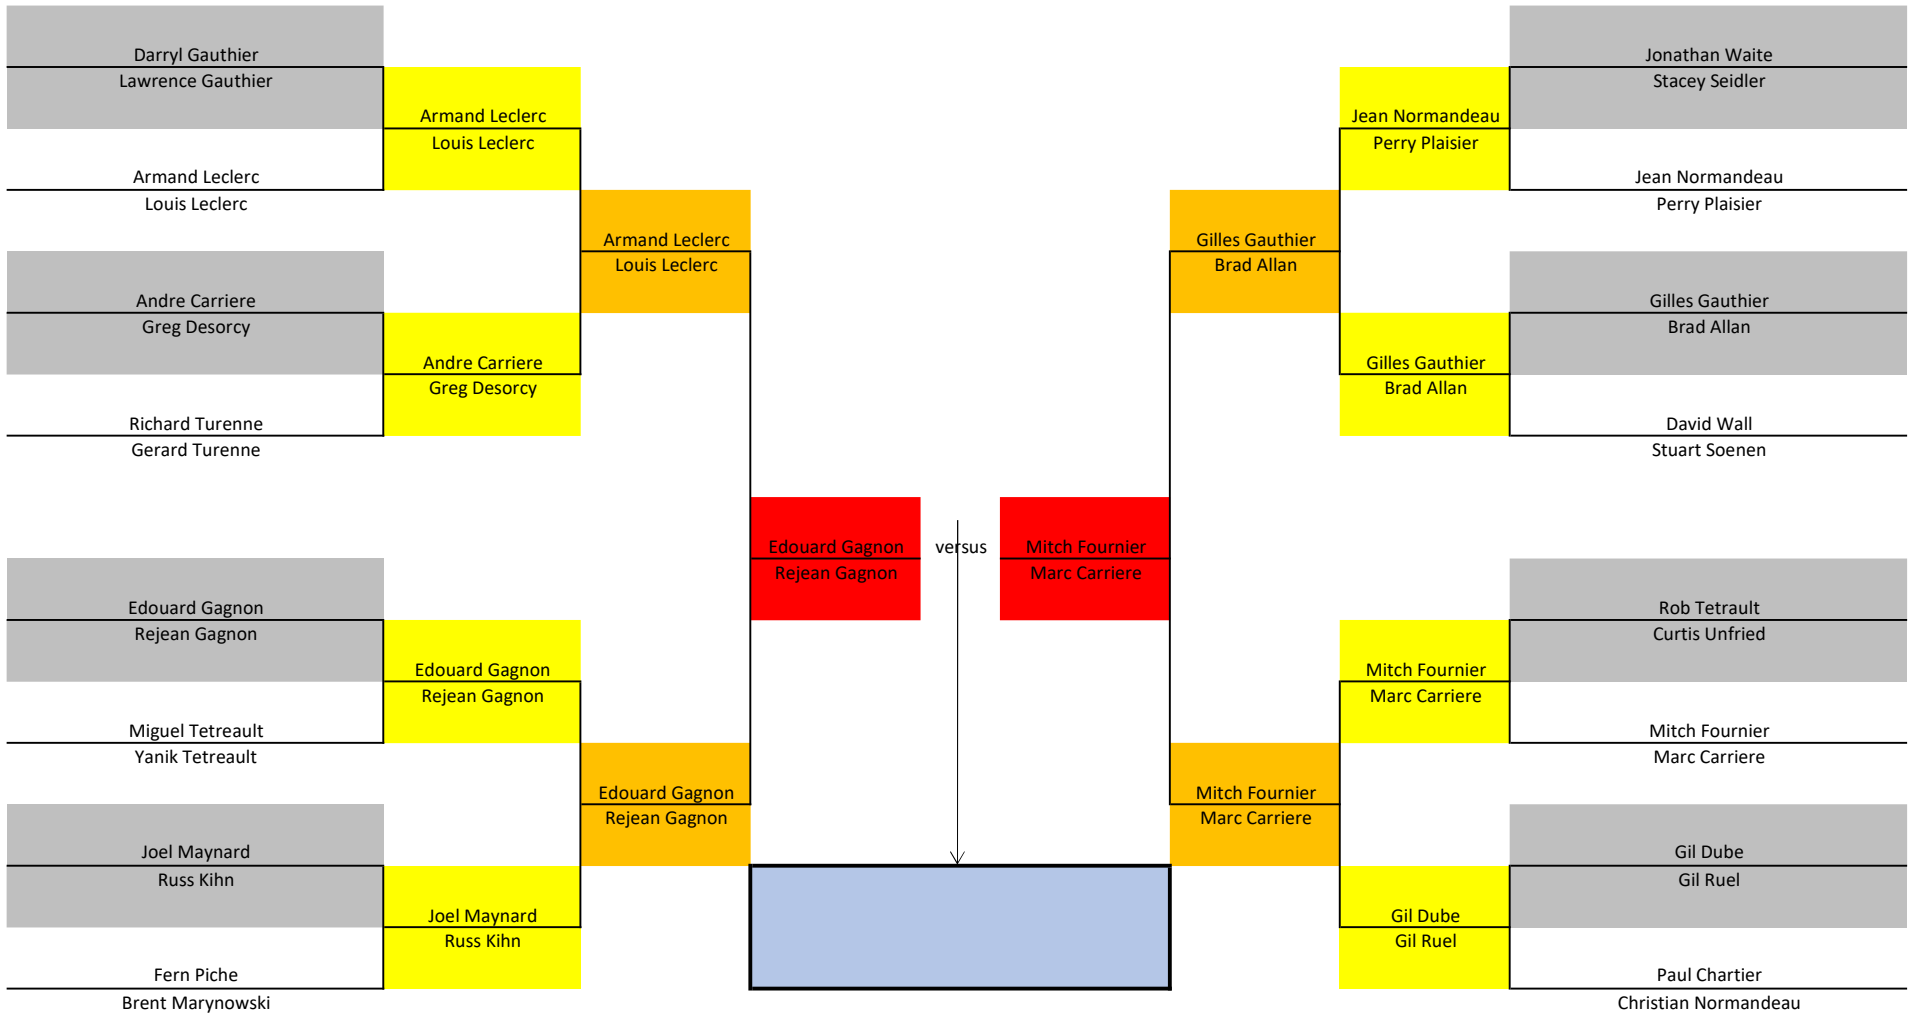 Darryl Gauthier
Lawrence Gauthier
Armand Leclerc
Louis Leclerc
Andre Carriere
Greg Desorcy
Richard Turenne
Gerard Turenne
Edouard Gagnon
Rejean Gagnon
Miguel Tetreault
Yanik Tetreault
Joel Maynard
Russ Kihn
Fern Piche
Brent Marynowski
Armand Leclerc
Louis Leclerc
Andre Carriere
Greg Desorcy
Edouard Gagnon
Rejean Gagnon
Joel Maynard
Russ Kihn
Armand Leclerc
Louis Leclerc
Edouard Gagnon
Rejean Gagnon
Edouard Gagnon
Rejean Gagnon
versus
Mitch Fournier
Marc Carriere
Gilles Gauthier
Brad Allan
Mitch Fournier
Marc Carriere
Jean Normandeau
Perry Plaisier
Gilles Gauthier
Brad Allan
Mitch Fournier
Marc Carriere
Gil Dube
Gil Ruel
Jonathan Waite
Stacey Seidler
Jean Normandeau
Perry Plaisier
Gilles Gauthier
Brad Allan
David Wall
Stuart Soenen
Rob Tetrault
Curtis Unfried
Mitch Fournier
Marc Carriere
Gil Dube
Gil Ruel
Paul Chartier
Christian Normandeau